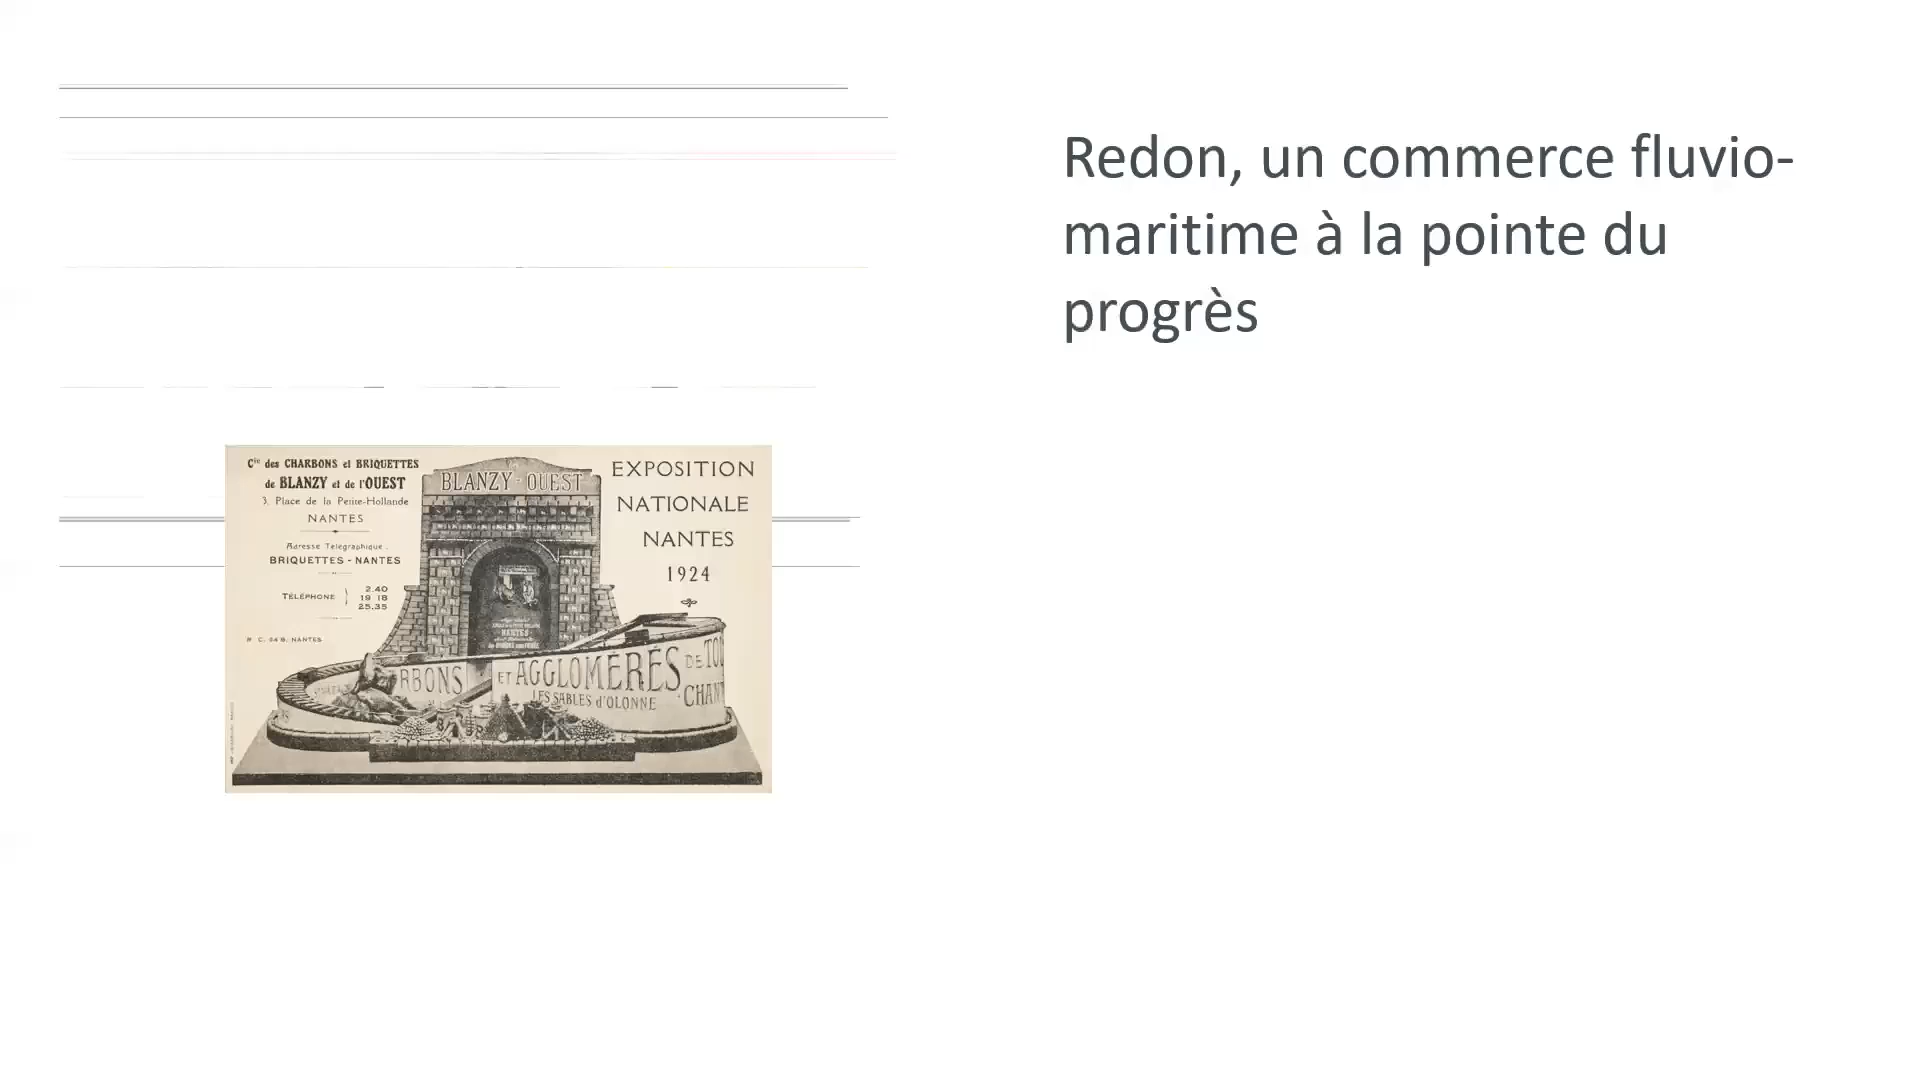 Redon, un commerce fluvio-
maritime à la pointe du
progrès
Cie des CHARBONS et BRIQUETTES
de BLANZY et de l'OUEST
3, Place de la Petite-Hollande
NANTES
Adresse Télégraphique :
BRIQUETTES - NANTES
TÉLÉPHONE
2.40
19 18
25.35
BLANZY-OUEST
EXPOSITION
NATIONALE
NANTES
1924
NANTES
RBONS ET AGGLOMÉRÉS DE TOU
LES SABLES d'OLONNE
CHAN